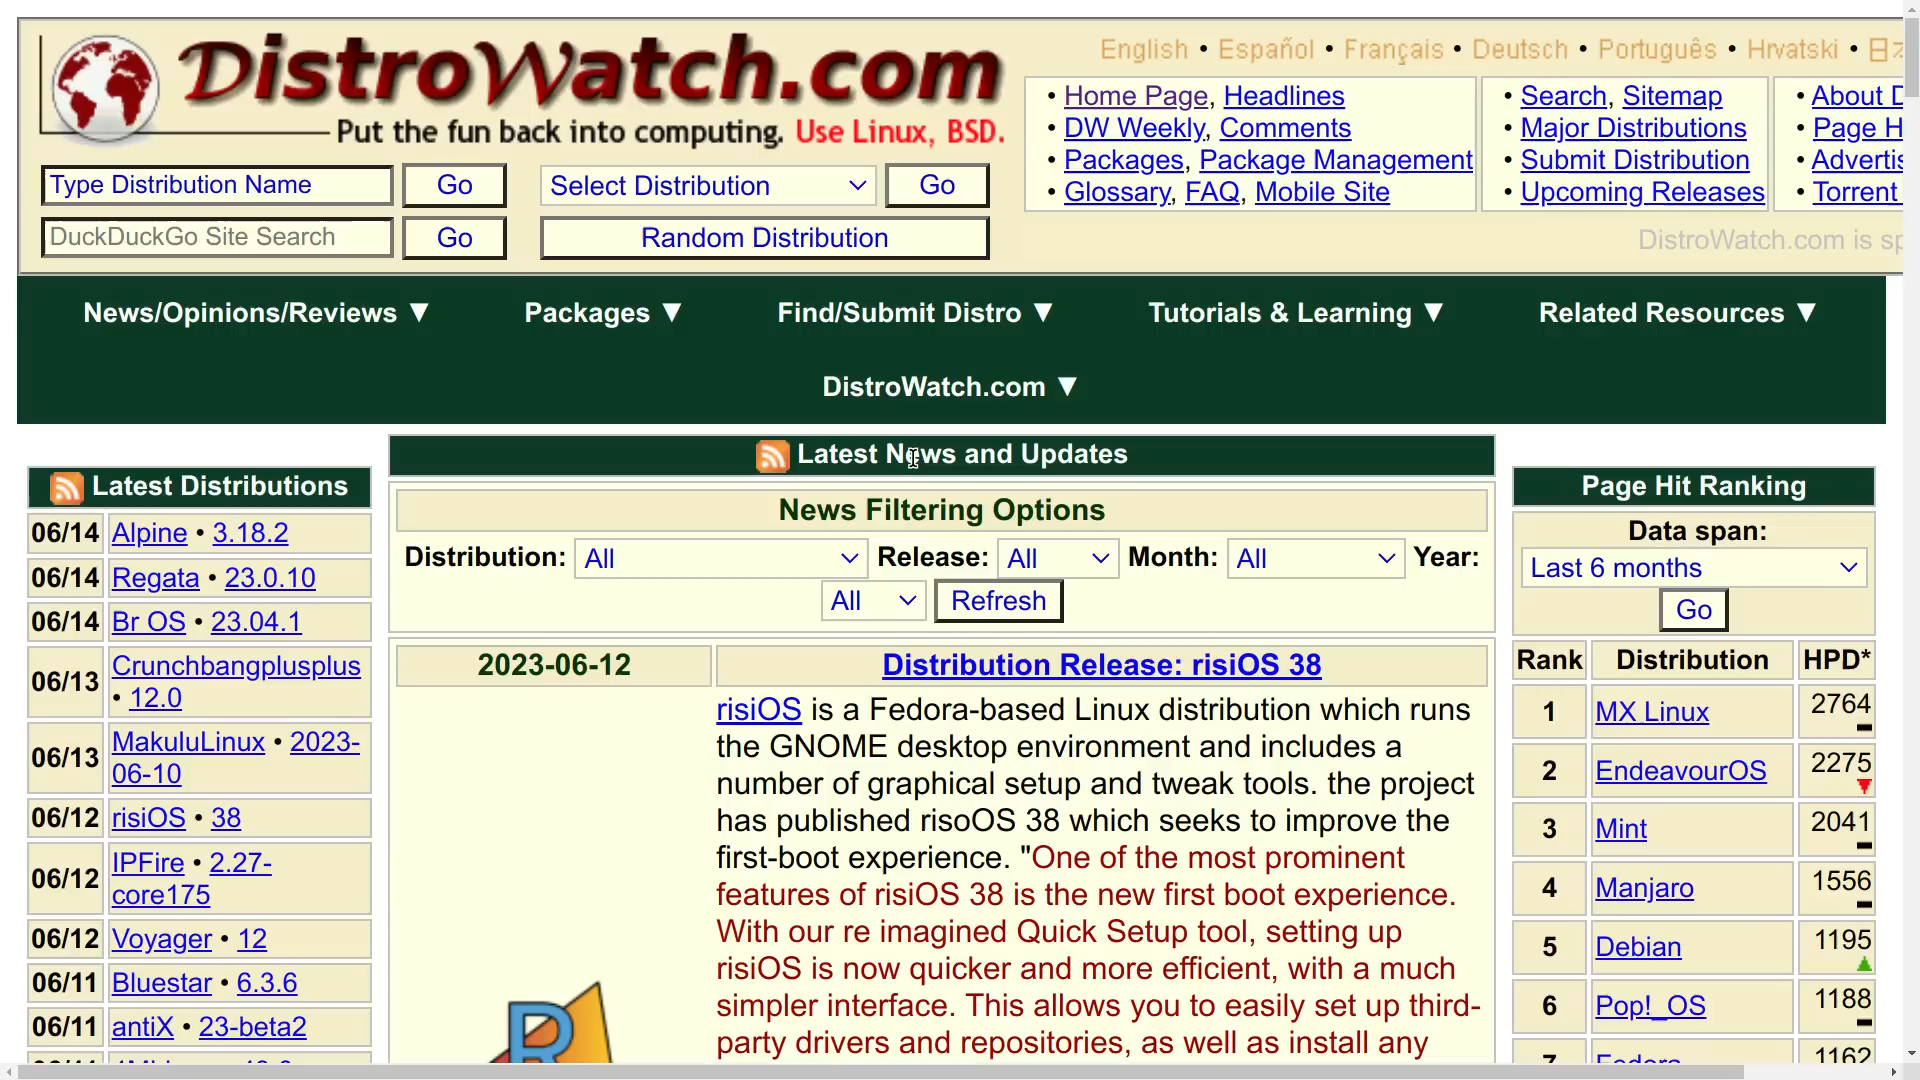 DistroWatch.com
Put the fun back into computing. Use Linux, BSD.
English • Español • Français • Deutsch • Português • Hrvatski •
• Home Page, Headlines
• DW Weekly, Comments
• Packages, Package Management
• Glossary, FAQ, Mobile Site
• Search, Sitemap
• Major Distributions
• Submit Distribution
• Upcoming Releases
• About
• Page
•
• Torrent
Type Distribution Name Go
Select Distribution Go
DuckDuckGo Site Search Go
Random Distribution
DistroWatch.com is
News/Opinions/Reviews ▼ Packages ▼ Find/Submit Distro ▼ Tutorials & Learning ▼ Related Resources ▼
DistroWatch.com ▼
Latest Distributions
06/14 Alpine • 3.18.2
06/14 Regata • 23.0.10
06/14 Br OS • 23.04.1
06/13 Crunchbangplusplus
• 12.0
06/13 MakuluLinux • 2023-
06-10
06/12 risiOS • 38
06/12 IPFire • 2.27-
core175
06/12 Voyager • 12
06/11 Bluestar • 6.3.6
06/11 antiX • 23-beta2
Latest News and Updates
News Filtering Options
Distribution: All Release: All Month: All Year:
All Refresh
2023-06-12 Distribution Release: risiOS 38
risiOS is a Fedora-based Linux distribution which runs
the GNOME desktop environment and includes a
number of graphical setup and tweak tools. the project
has published risoOS 38 which seeks to improve the
first-boot experience. "One of the most prominent
features of risiOS 38 is the new first boot experience.
With our re imagined Quick Setup tool, setting up
risiOS is now quicker and more efficient, with a much
simpler interface. This allows you to easily set up third-
party drivers and repositories, as well as install any
R
Page Hit Ranking
Data span:
Last 6 months
Go
Rank Distribution HPD*
1 MX Linux 2764
2 EndeavourOS 2275
3 Mint 2041
4 Manjaro 1556
5 Debian 1195
6 Pop!_OS 1188
7 Fedora 1162